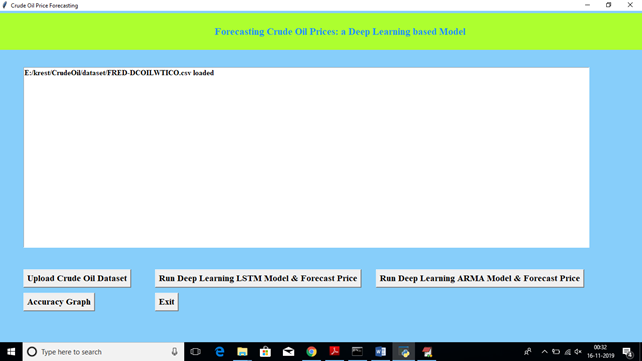 Crude Oil Price Forecasting
Forecasting Crude Oil Prices: a Deep Learning based Model
E:/krest/CrudeOil/dataset/FRED-DCOILWTICO.csv loaded
Upload Crude Oil Dataset Run Deep Learning LSTM Model & Forecast Price Run Deep Learning ARMA Model & Forecast Price
Accuracy Graph Exit
Type here to search
00:32
16-11-2019